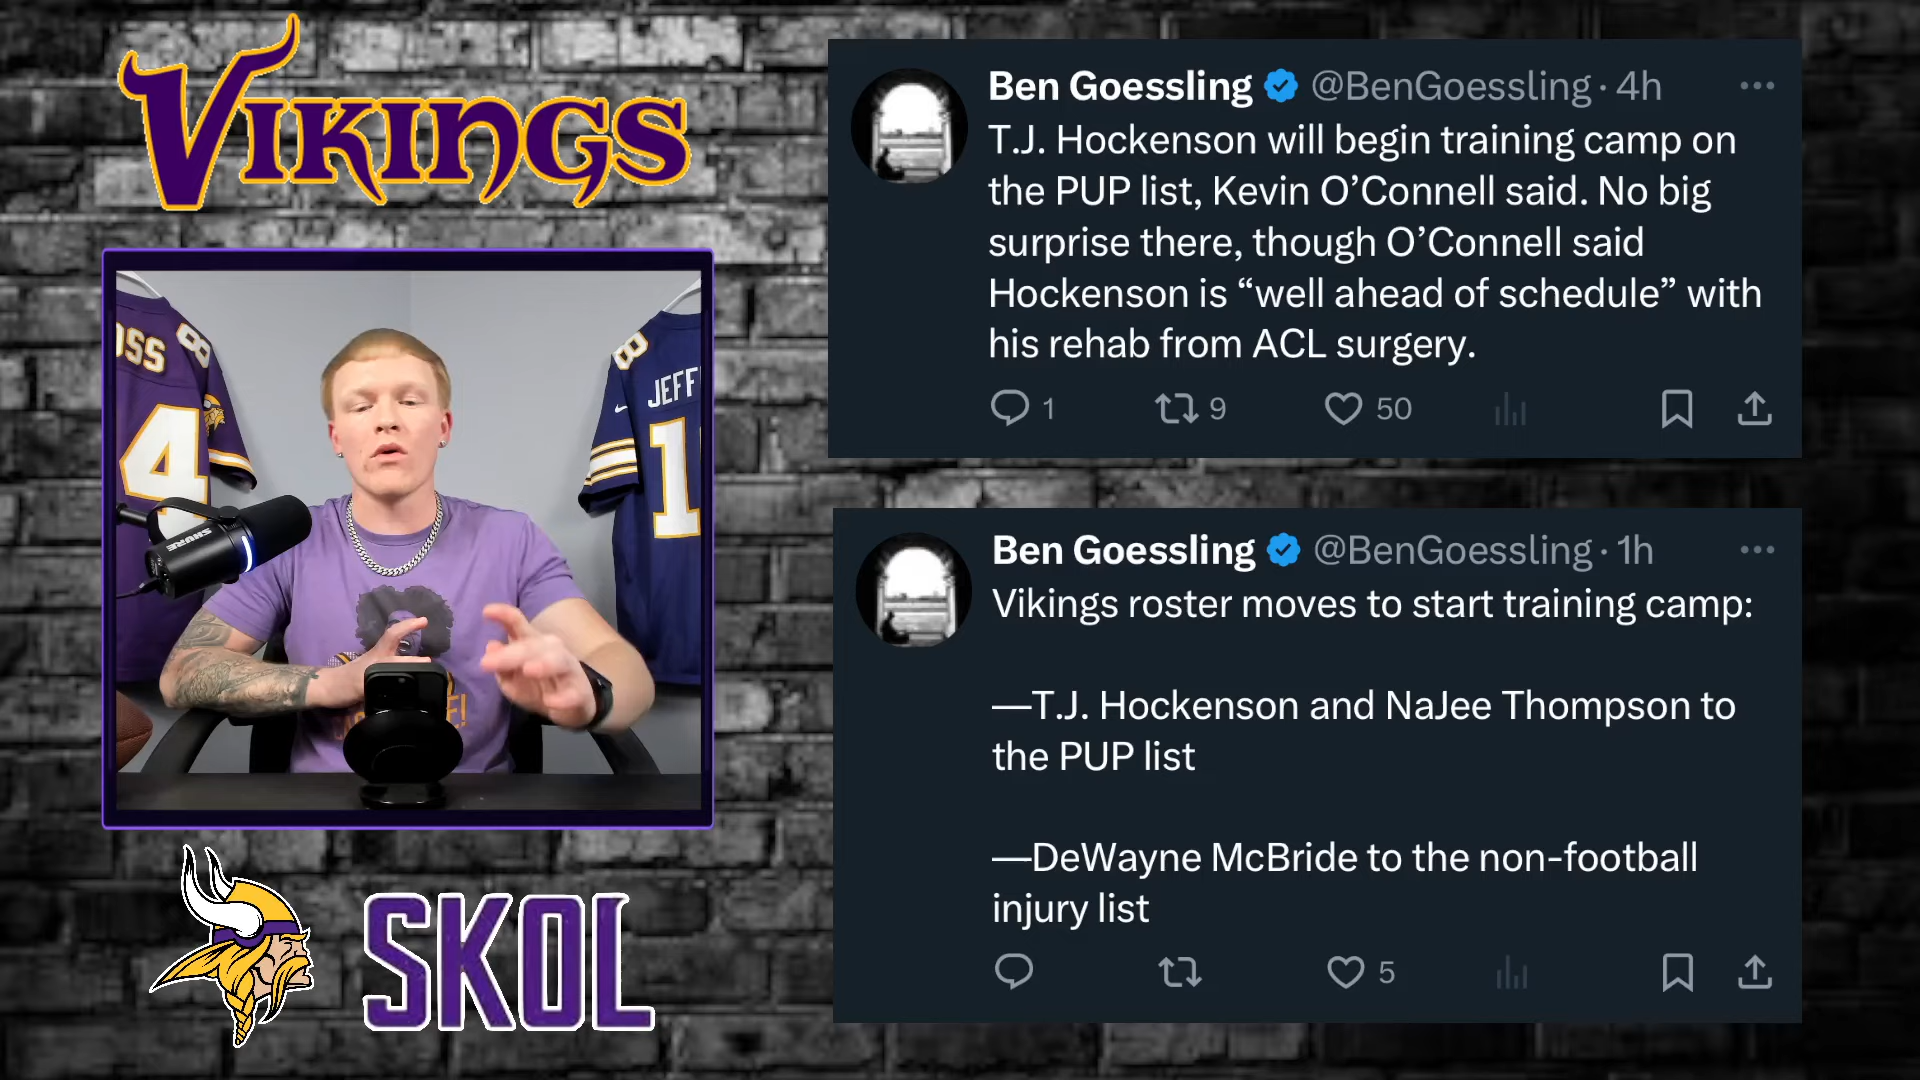 VIKINGS
OSS
8
4
8
JEFF
1
SHURE
SKOL
Ben Goessling @BenGoessling · 4h
T.J. Hockenson will begin training camp on
the PUP list, Kevin O’Connell said. No big
surprise there, though O’Connell said
Hockenson is “well ahead of schedule” with
his rehab from ACL surgery.
1 9 50
Ben Goessling @BenGoessling · 1h
Vikings roster moves to start training camp:
—T.J. Hockenson and NaJee Thompson to
the PUP list
—DeWayne McBride to the non-football
injury list
5